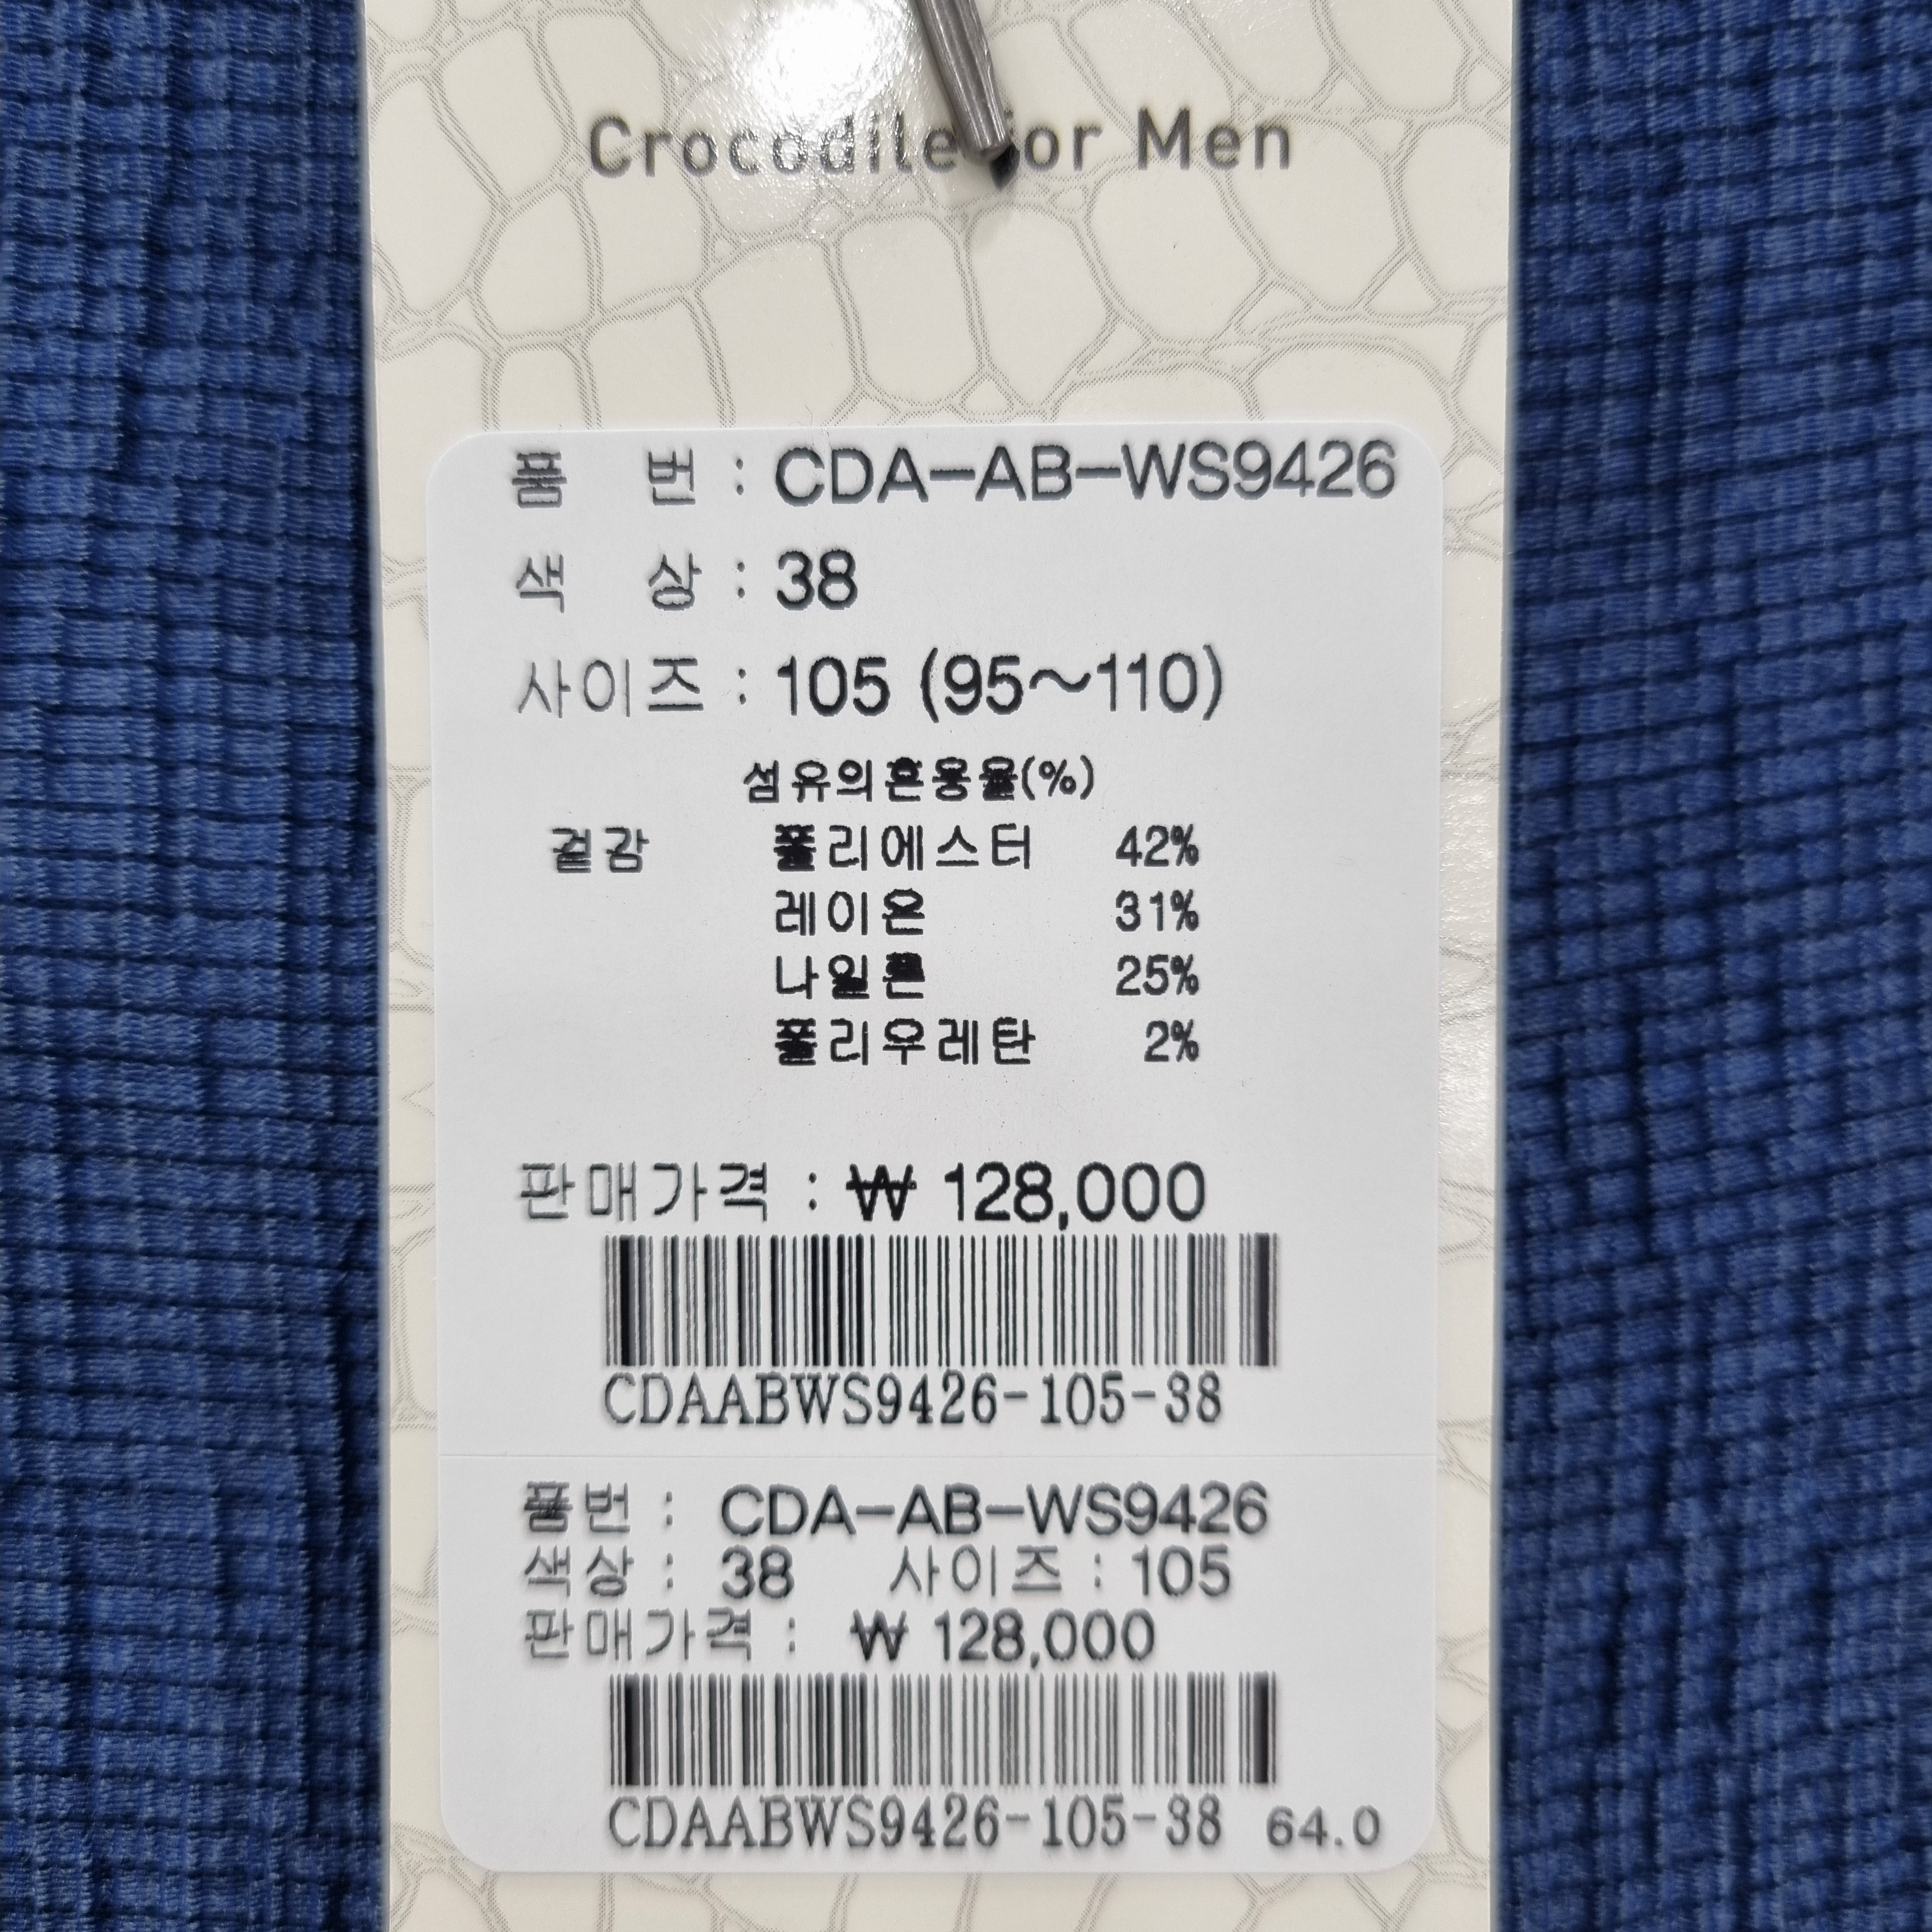 Crocodile for Men
품 번 : CDA-AB-WS9426
색 상 : 38
사이즈 : 105 (95~110)
섬유의혼용율(%)
겉감 폴리에스터 42%
레이온 31%
나일론 25%
폴리우레탄 2%
판매가격 : ₩ 128,000
CDAABWS9426-105-38
품번 : CDA-AB-WS9426
색상 : 38 사이즈 : 105
판매가격 : ₩ 128,000
CDAABWS9426-105-38 64.0